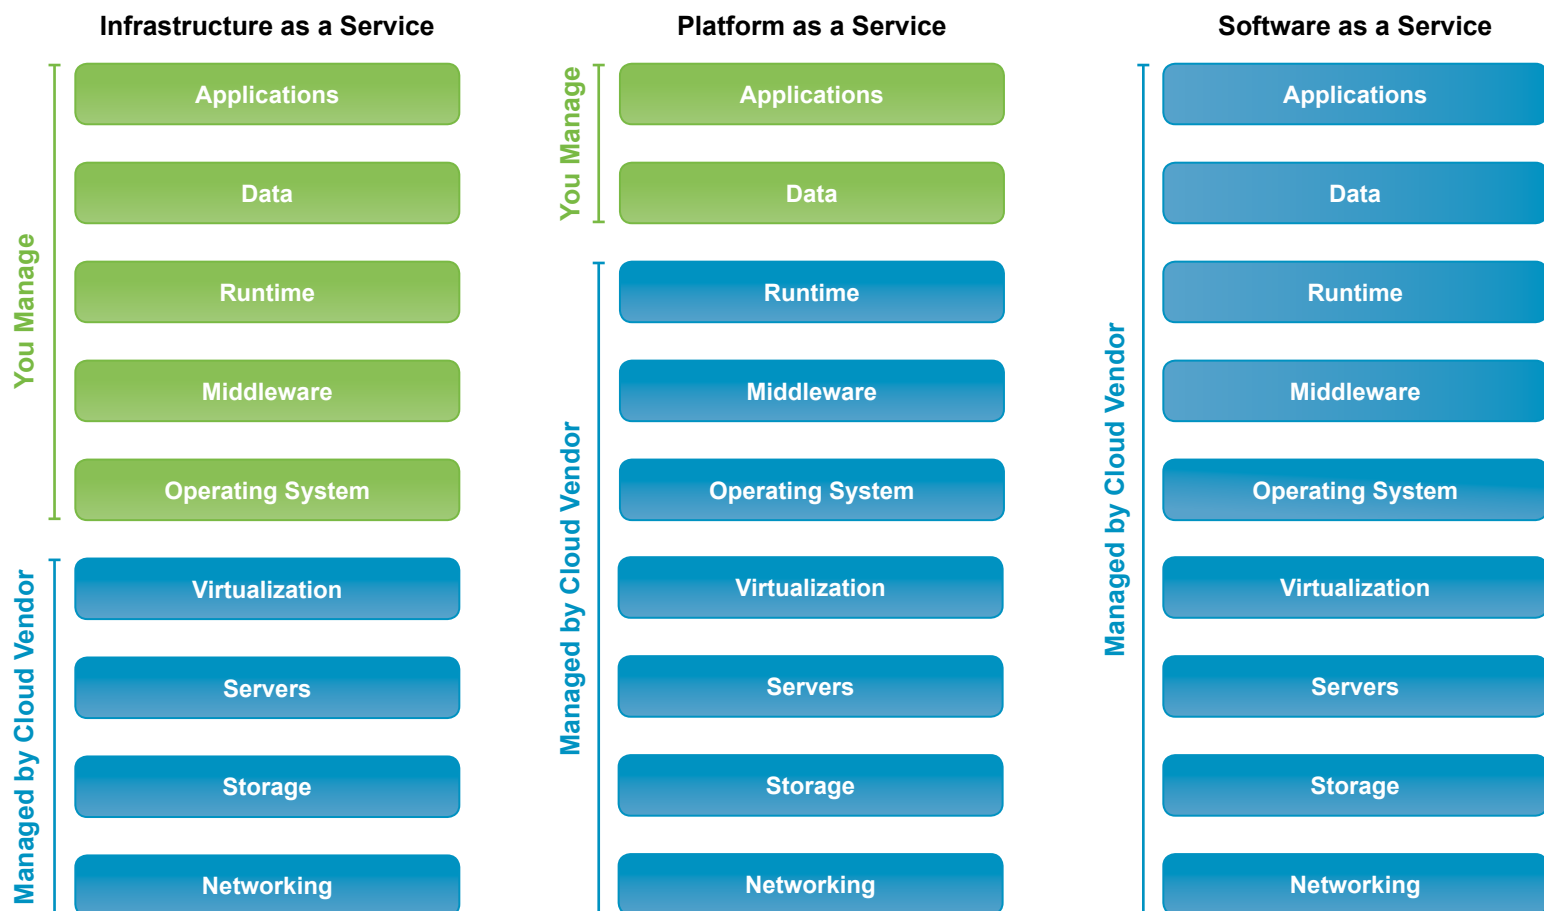 Infrastructure as a Service
You Manage
Applications
Data
Runtime
Middleware
Operating System
Managed by Cloud Vendor
Virtualization
Servers
Storage
Networking
Platform as a Service
You Manage
Applications
Data
Managed by Cloud Vendor
Runtime
Middleware
Operating System
Virtualization
Servers
Storage
Networking
Software as a Service
Managed by Cloud Vendor
Applications
Data
Runtime
Middleware
Operating System
Virtualization
Servers
Storage
Networking